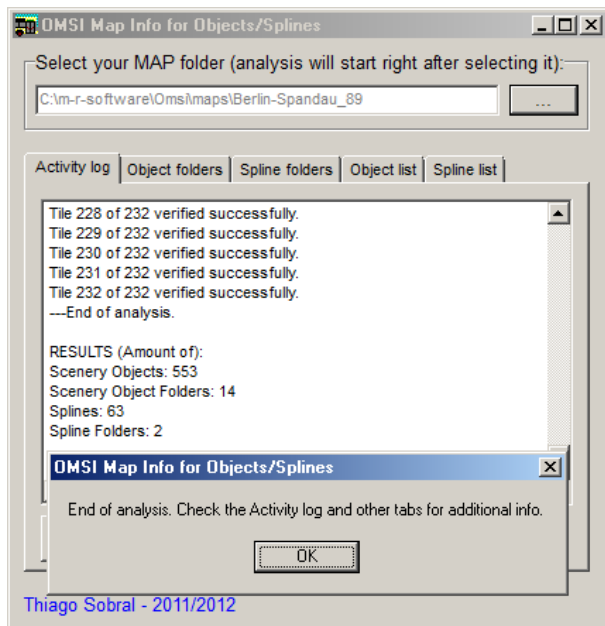 OMSI Map Info for Objects/Splines
Select your MAP folder (analysis will start right after selecting it):
C:\m-r-software\Omsi\maps\Berlin-Spandau_89
...
Activity log Object folders Spline folders Object list Spline list
Tile 228 of 232 verified successfully.
Tile 229 of 232 verified successfully.
Tile 230 of 232 verified successfully.
Tile 231 of 232 verified successfully.
Tile 232 of 232 verified successfully.
---End of analysis.
RESULTS (Amount of):
Scenery Objects: 553
Scenery Object Folders: 14
Splines: 63
Spline Folders: 2
OMSI Map Info for Objects/Splines
End of analysis. Check the Activity log and other tabs for additional info.
OK
Thiago Sobral - 2011/2012